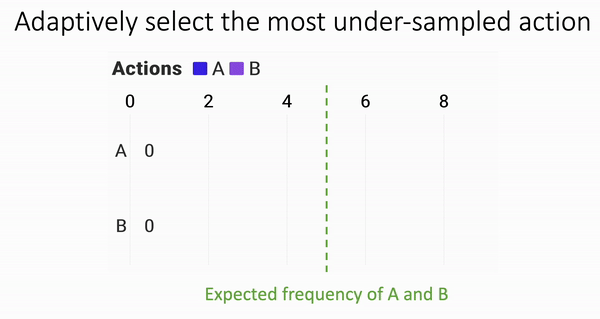 Adaptively select the most under-sampled action
Actions A B
0 2 4 6 8
A 0
B 0
Expected frequency of A and B